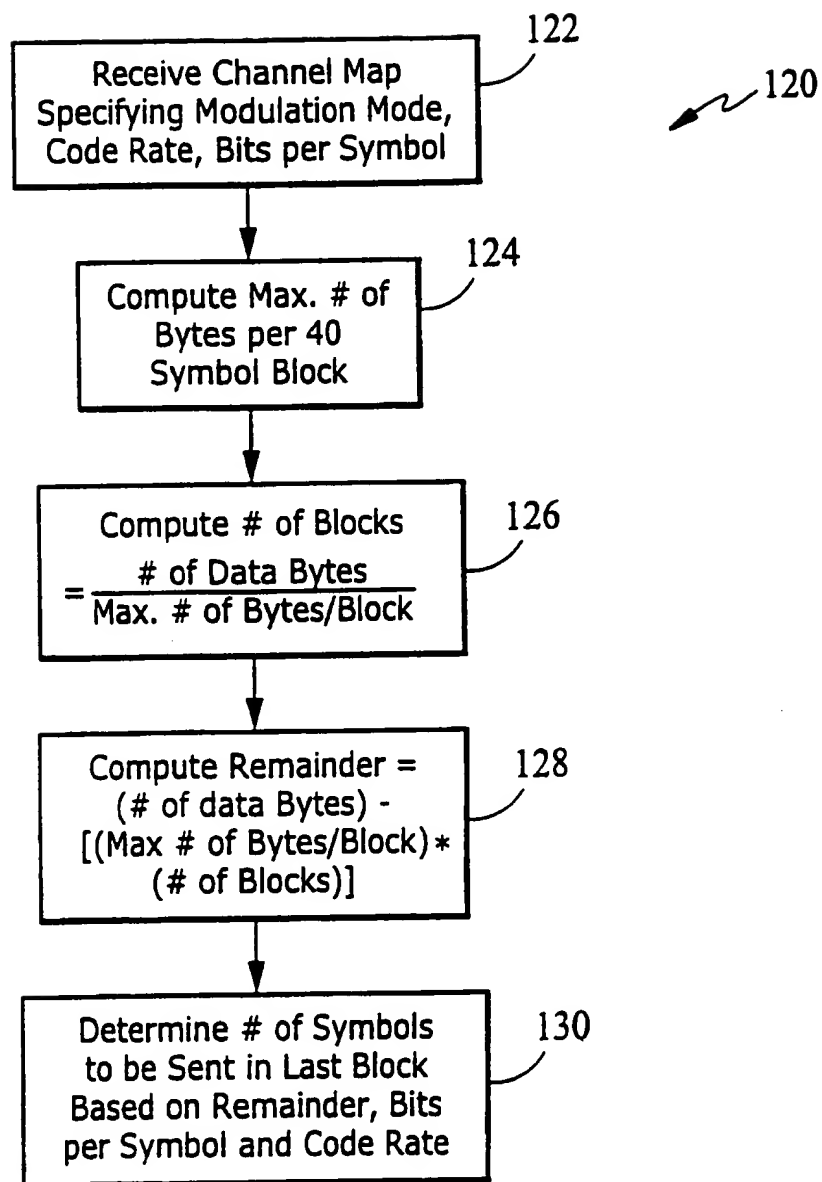 122
120
Receive Channel Map
Specifying Modulation Mode,
Code Rate, Bits per Symbol
124
Compute Max. # of
Bytes per 40
Symbol Block
126
Compute # of Blocks
= # of Data Bytes
Max. # of Bytes/Block
128
Compute Remainder =
(# of data Bytes) -
[(Max # of Bytes/Block) *
(# of Blocks)]
130
Determine # of Symbols
to be Sent in Last Block
Based on Remainder, Bits
per Symbol and Code Rate